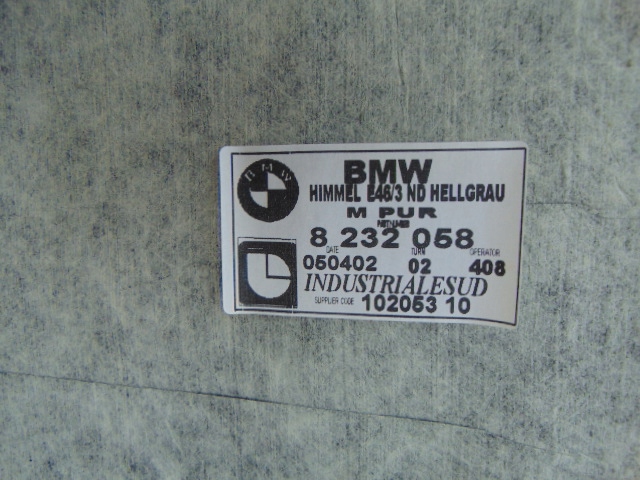 BMW
BMW
HIMMEL E46/3 ND HELLGRAU
M PUR
8 232 058
DATE TURN OPERATOR
050402 02 408
INDUSTRIALESUD
SUPPLIER CODE 102053 10